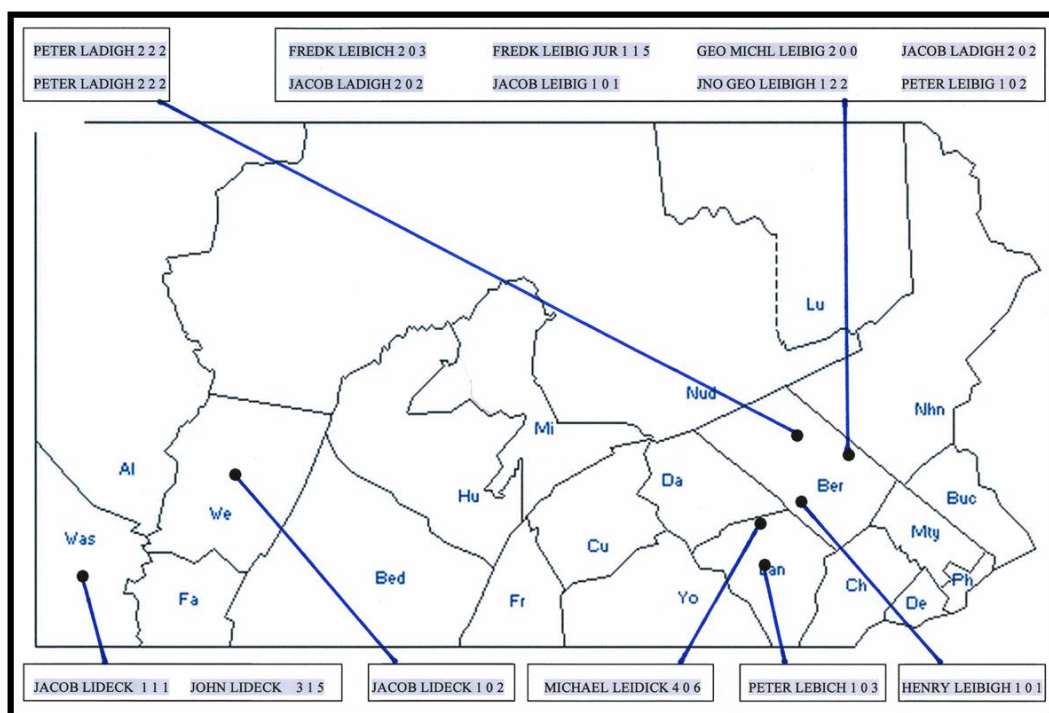 PETER LADIGH 2 2 2
PETER LADIGH 2 2 2
FREDK LEIBICH 2 0 3 FREDK LEIBIG JUR 1 1 5 GEO MICHL LEIBIG 2 0 0 JACOB LADIGH 2 0 2
JACOB LADIGH 2 0 2 JACOB LEIBIG 1 0 1 JNO GEO LEIBIGH 1 2 2 PETER LEIBIG 1 0 2
Lu
Nud
Nhn
Mi
Al
Hu
Da
Ber
Buc
We
Was
Cu
Mty
Fa
Bed
Fr
Yo
Lan
Ch
De
Ph
JACOB LIDECK 1 1 1 JOHN LIDECK 3 1 5
JACOB LIDECK 1 0 2
MICHAEL LEIDICK 4 0 6
PETER LEBICH 1 0 3
HENRY LEIBIGH 1 0 1